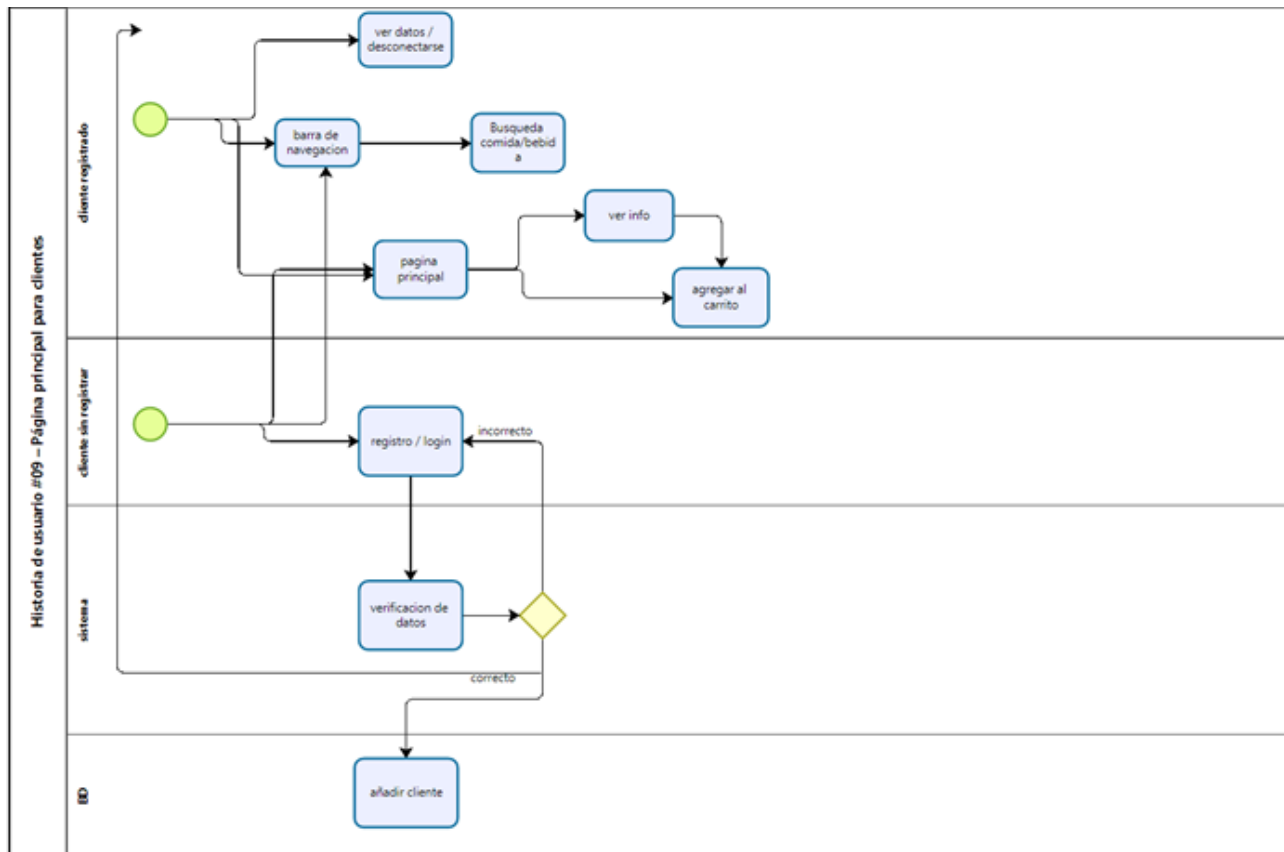 Historia de usuario #09 – Página principal para clientes
cliente registrado
ver datos /
desconectarse
barra de
navegacion
Busqueda
comida/bebid
a
ver info
pagina
principal
agregar al
carrito
cliente sin registrar
registro / login
incorrecto
sistema
verificacion de
datos
correcto
BD
añadir cliente